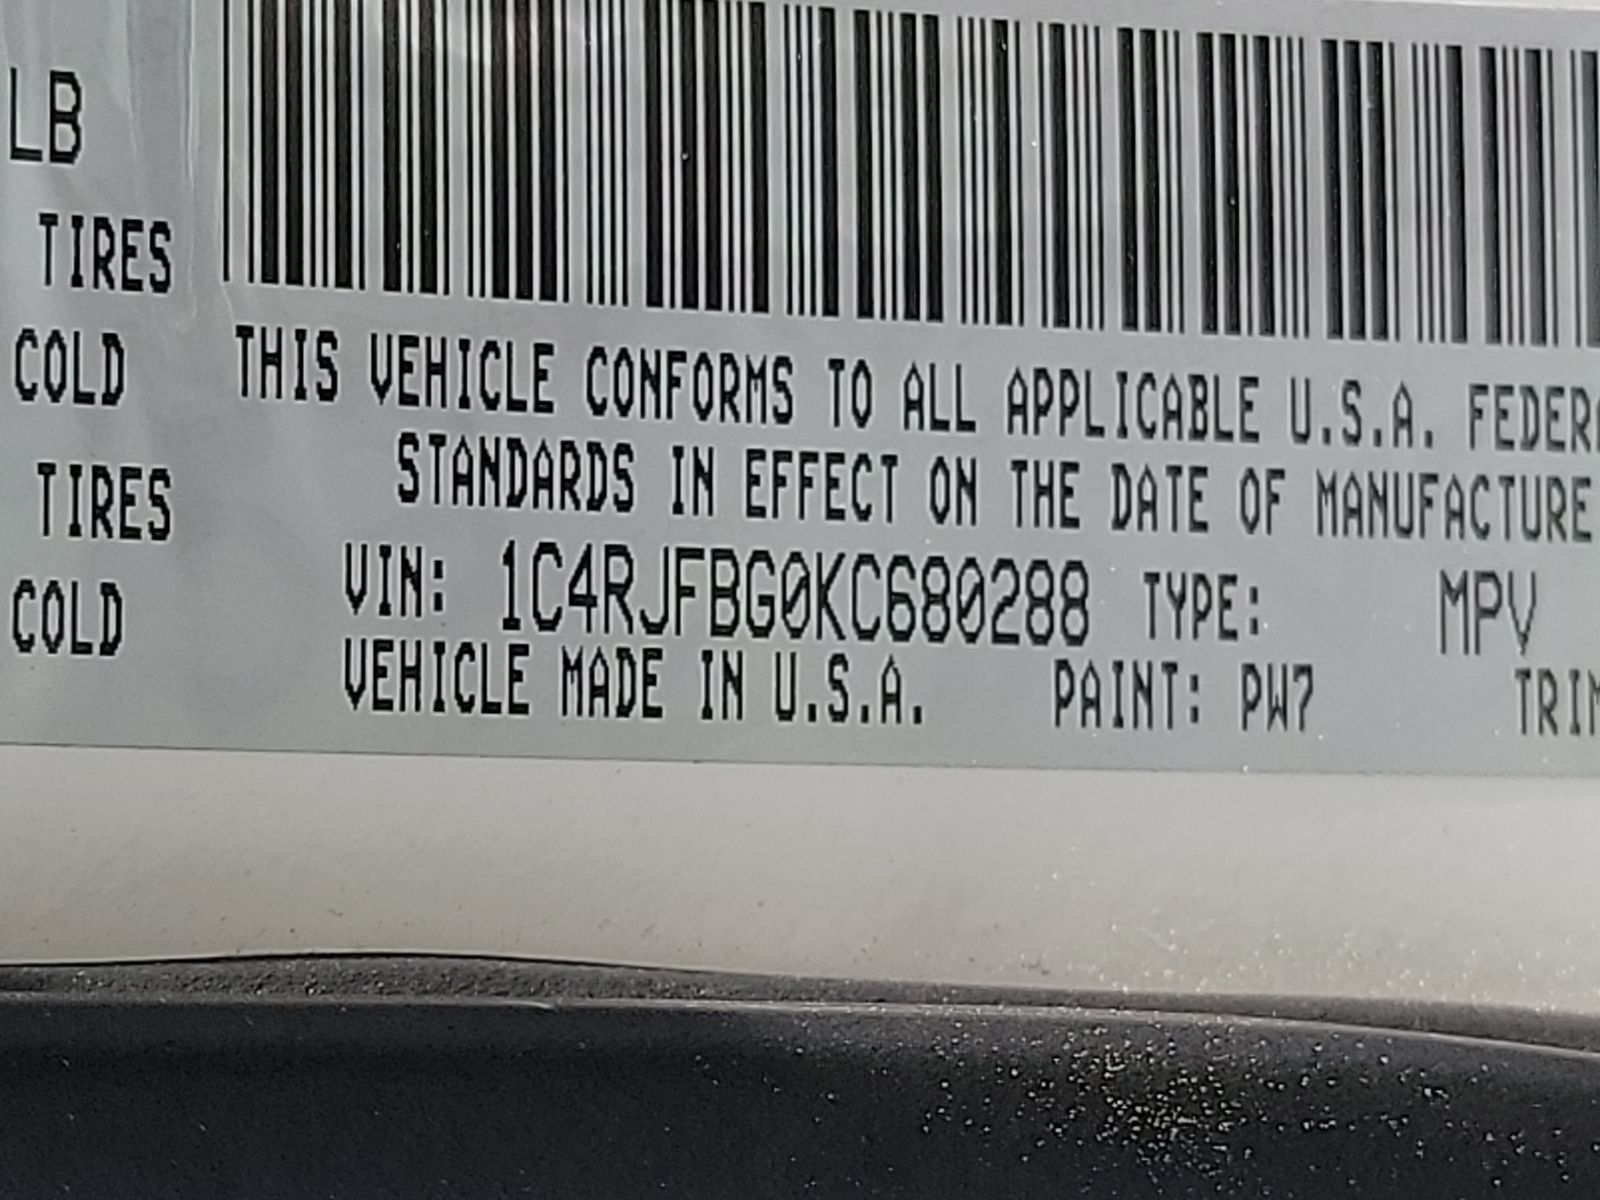 LB
TIRES
COLD
TIRES
COLD
THIS VEHICLE CONFORMS TO ALL APPLICABLE U.S.A. FEDER
STANDARDS IN EFFECT ON THE DATE OF MANUFACTURE
VIN: 1C4RJFBG0KC680288 TYPE: MPV
VEHICLE MADE IN U.S.A. PAINT: PW7 TRIM